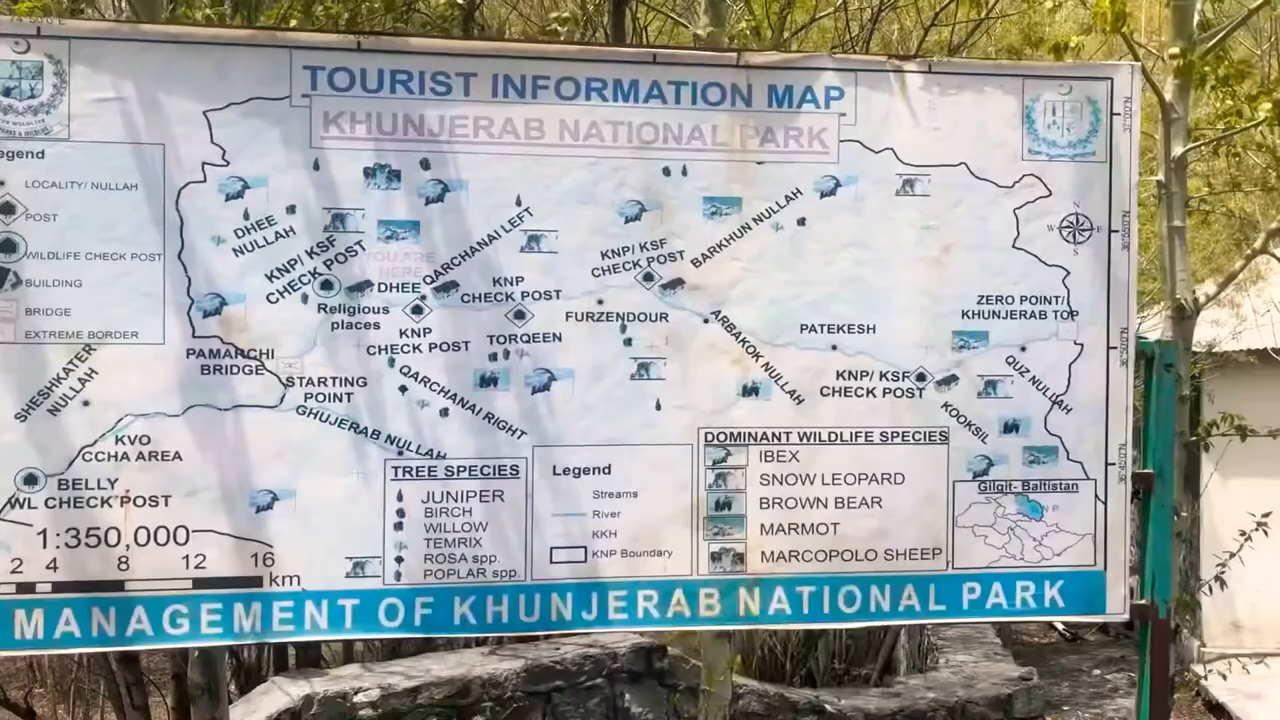 TOURIST INFORMATION MAP
KHUNJERAB NATIONAL PARK
egend
LOCALITY/ NULLAH
POST
WILDLIFE CHECK POST
BUILDING
BRIDGE
EXTREME BORDER
DHEE
NULLAH
KNP/ KSF
CHECK POST
YOU ARE
HERE
DHEE
QARCHANAI LEFT
Religious
places
KNP
CHECK POST
KNP
CHECK POST
TORQEEN
KNP/ KSF
CHECK POST
BARKHUN NULLAH
FURZENDOUR
ARBAKOK NULLAH
PATEKESH
ZERO POINT/
KHUNJERAB TOP
KNP/ KSF
CHECK POST
QUZ NULLAH
KOOKSIL
PAMARCHI
BRIDGE
STARTING
POINT
QARCHANAI RIGHT
GHUJERAB NULLAH
SHESHKATER
NULLAH
KVO
CCHA AREA
BELLY
WL CHECK POST
N
W E
S
1:350,000
2 4 8 12 16
km
TREE SPECIES
JUNIPER
BIRCH
WILLOW
TEMRIX
ROSA spp.
POPLAR spp.
Legend
Streams
River
KKH
KNP Boundary
DOMINANT WILDLIFE SPECIES
IBEX
SNOW LEOPARD
BROWN BEAR
MARMOT
MARCOPOLO SHEEP
Gilgit- Baltistan
MANAGEMENT OF KHUNJERAB NATIONAL PARK